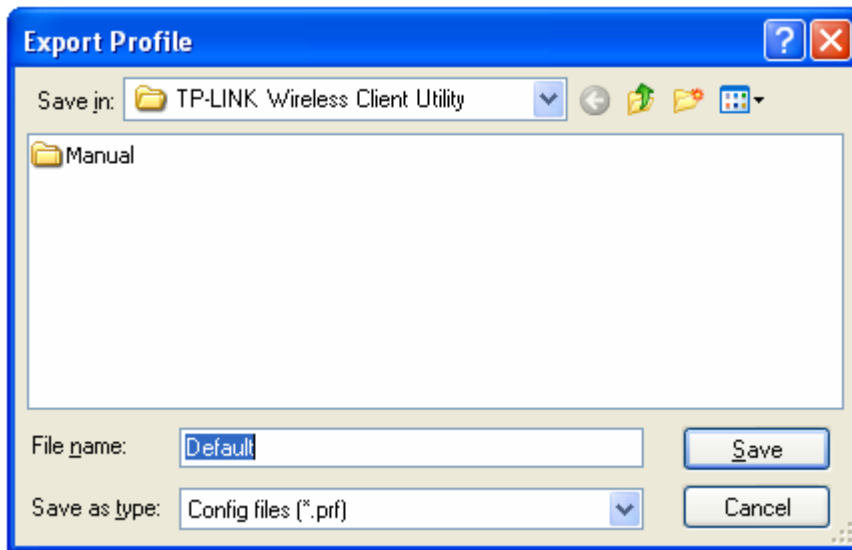 Export Profile
Save in: TP-LINK Wireless Client Utility
Manual
File name: Default Save
Save as type: Config files (*.prf) Cancel